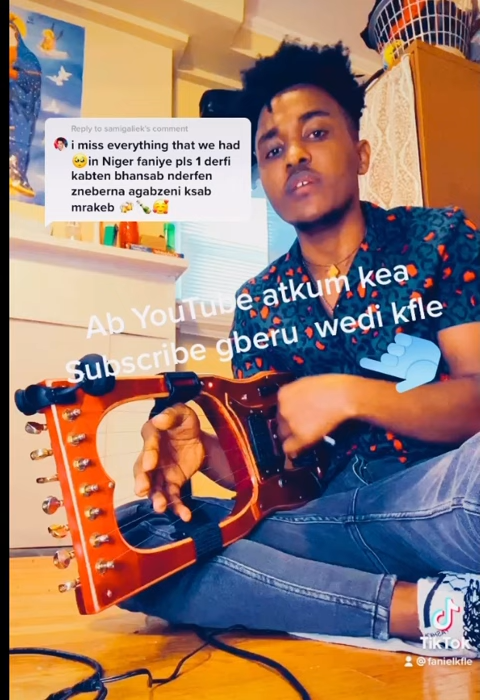 Reply to samigaliek's comment
i miss everything that we had
🥺in Niger faniye pls 1 derfi
kabten bhansab nderfen
zneberna agabzeni ksab
mrakeb 🍻🍾🥰
Ab YouTube atkum kea
Subscribe gberu wedi kfle
TikTok
@fanielkfle